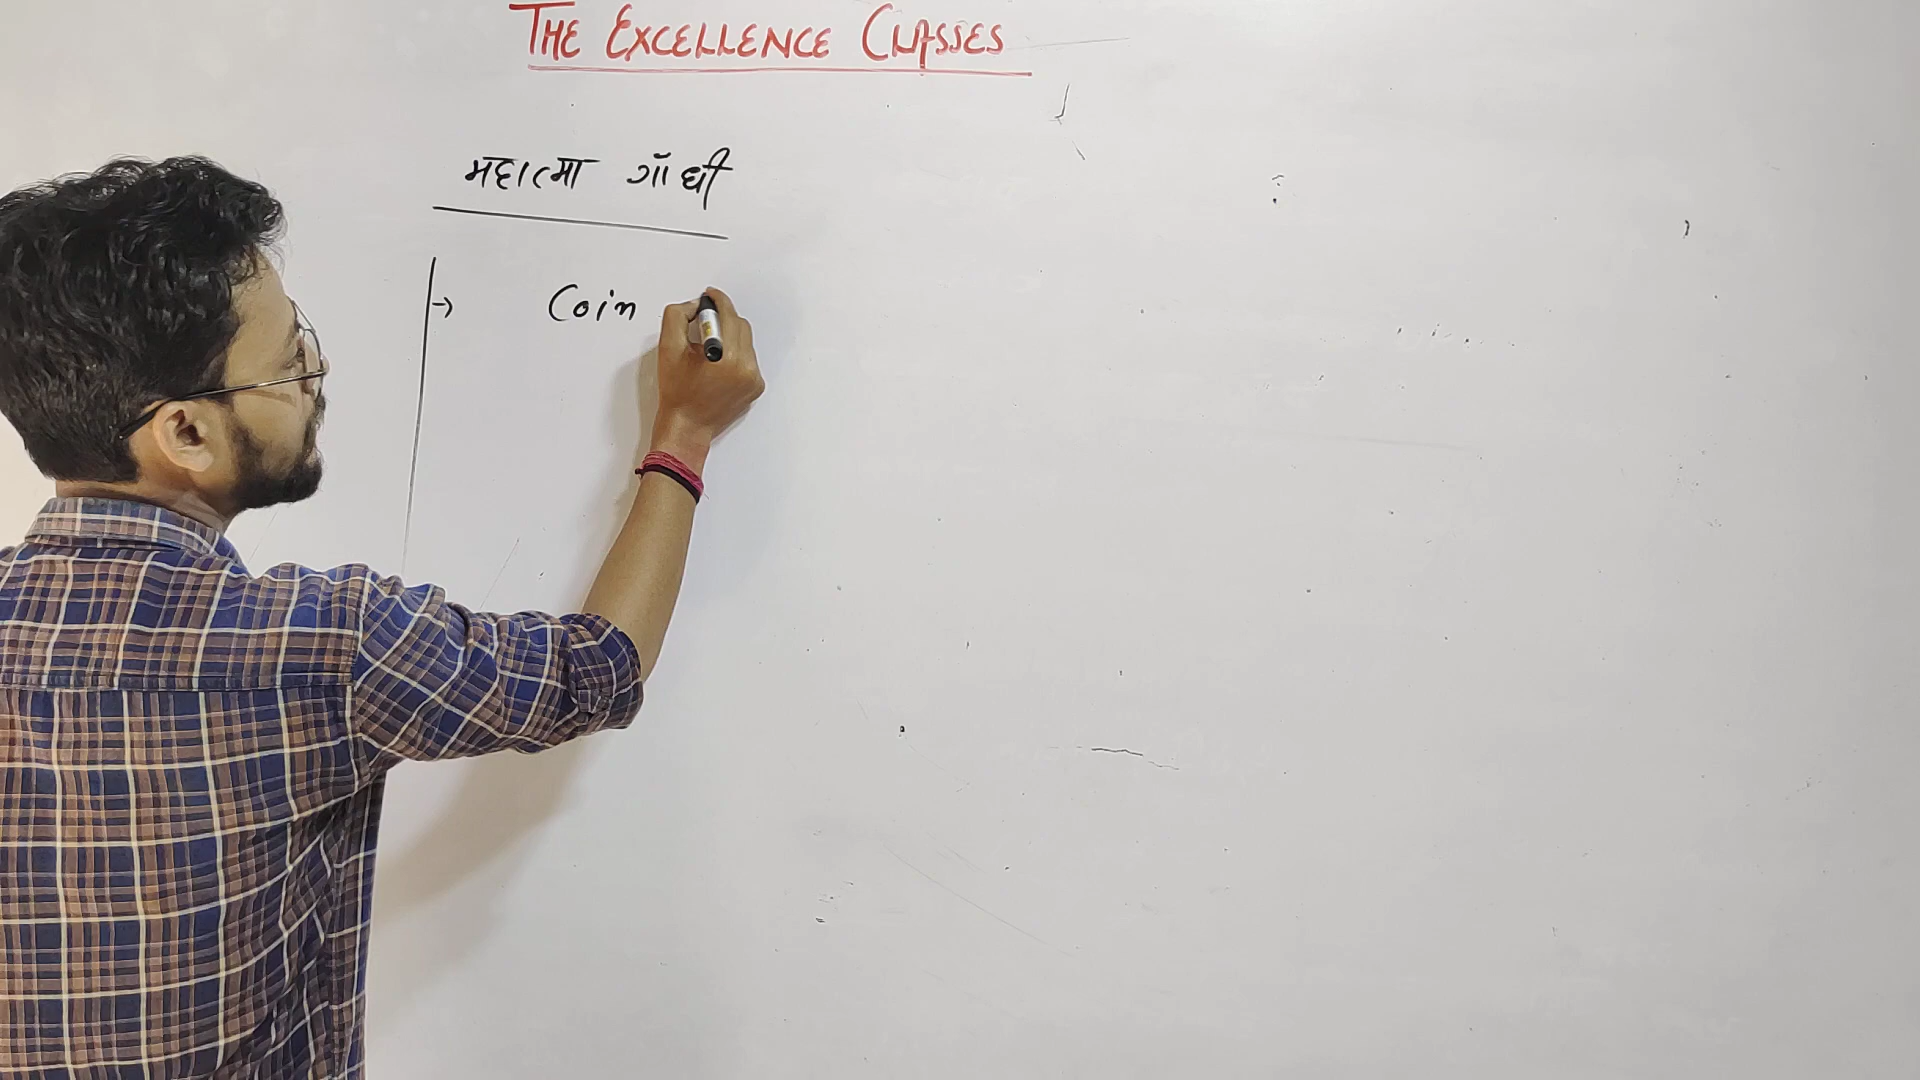 THE EXCELLENCE CLASSES
महात्मा गाँधी
→ Coin